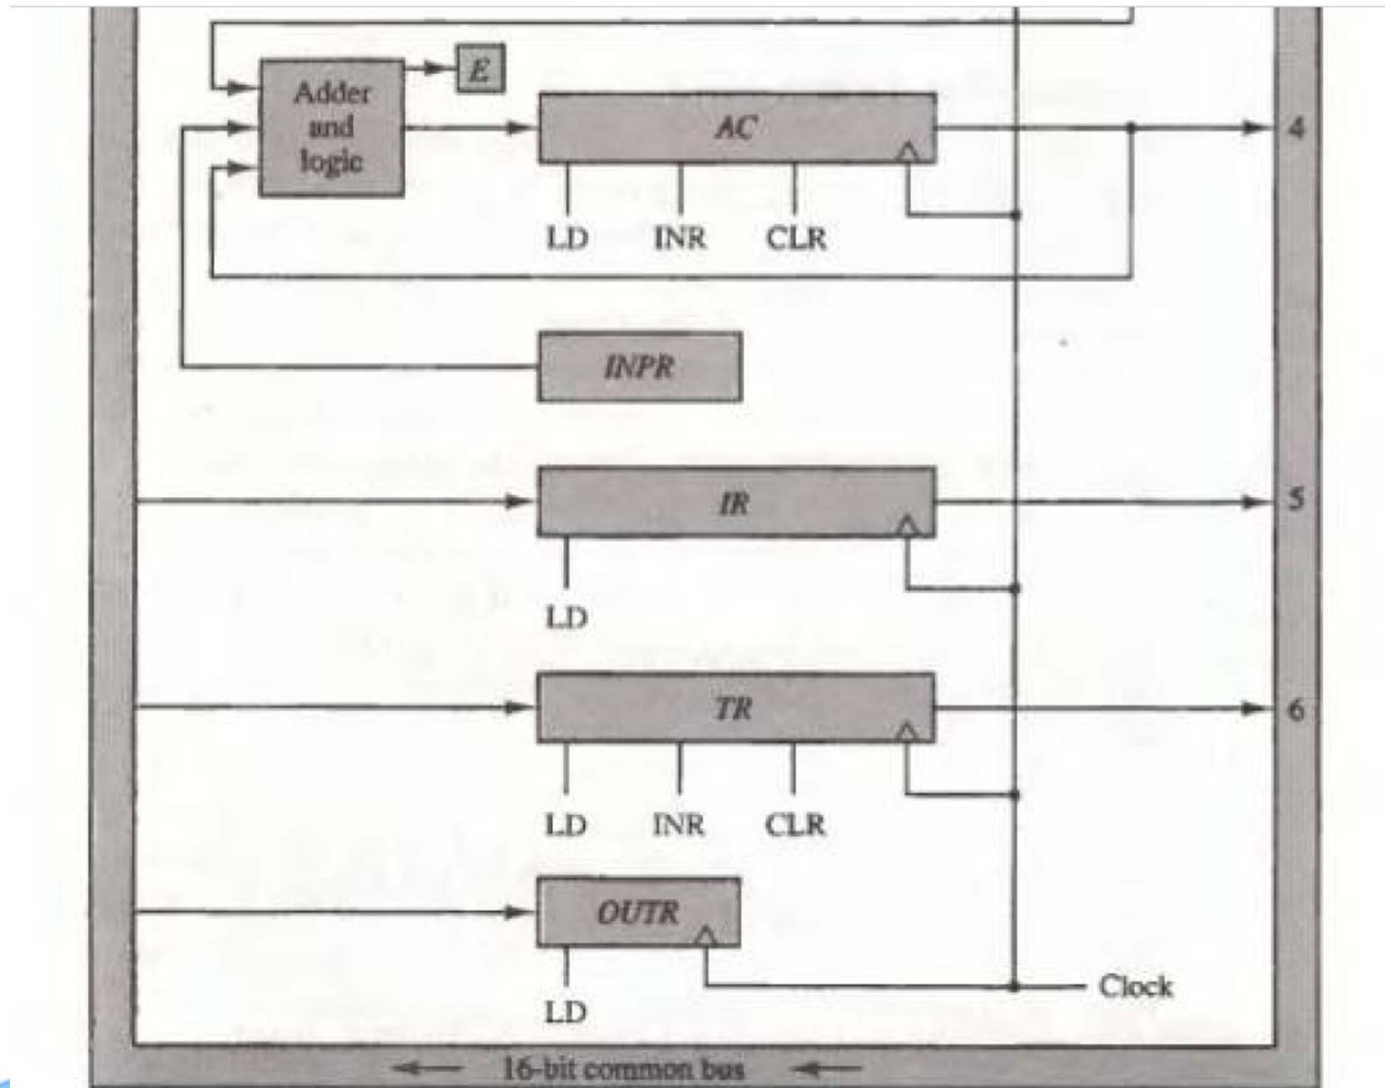 E
Adder
and
logic
AC
4
LD INR CLR
INPR
IR
5
LD
TR
6
LD INR CLR
OUTR
LD
Clock
16-bit common bus